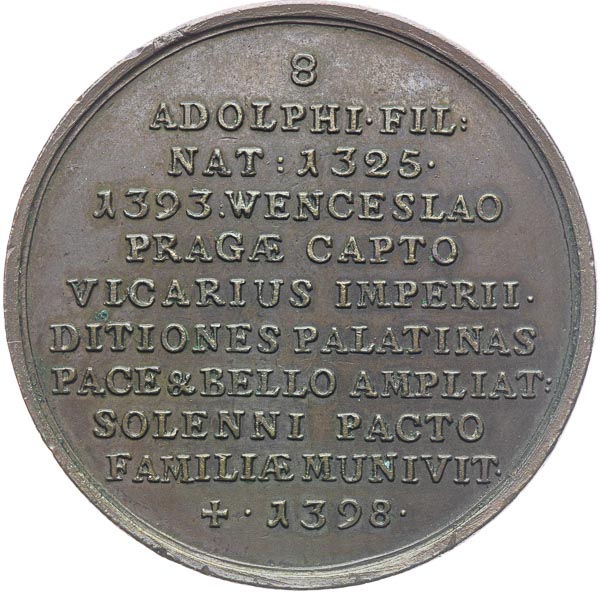 8
ADOLPHI·FIL:
NAT:1325·
1393.WENCESLAO
PRAGÆ CAPTO
VICARIUS IMPERII·
DITIONES PALATINAS
PACE & BELLO AMPLIAT:
SOLENNI PACTO
FAMILIÆ MUNIVIT·
+·1398·